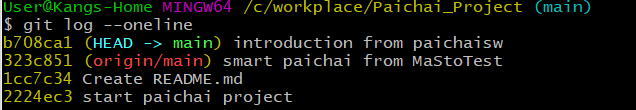 User@Kangs-Home MINGW64 /c/workplace/Paichai_Project (main)
$ git log --oneline
b708ca1 (HEAD -> main) introduction from paichaisw
323c851 (origin/main) smart paichai from MaStoTest
1cc7c34 Create README.md
2224ec3 start paichai project